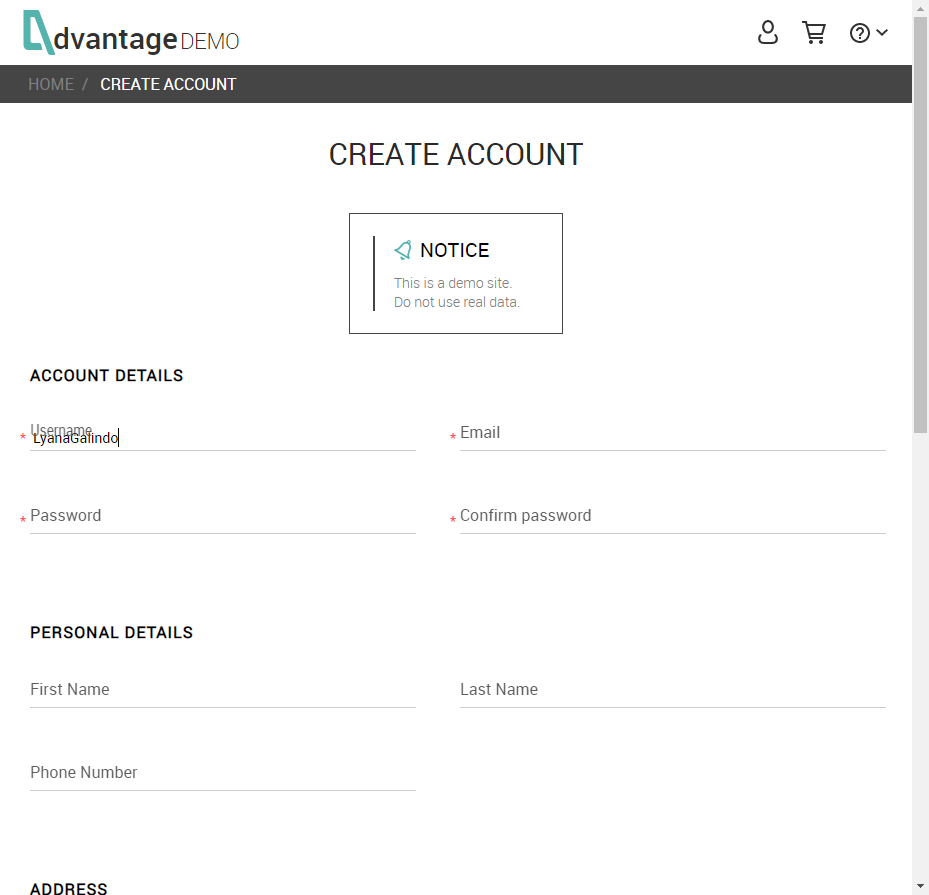 dvantage DEMO
HOME / CREATE ACCOUNT
CREATE ACCOUNT
NOTICE
This is a demo site.
Do not use real data.
ACCOUNT DETAILS
Username
* LyanaGalindo
* Email
* Password
* Confirm password
PERSONAL DETAILS
First Name
Last Name
Phone Number
ADDRESS